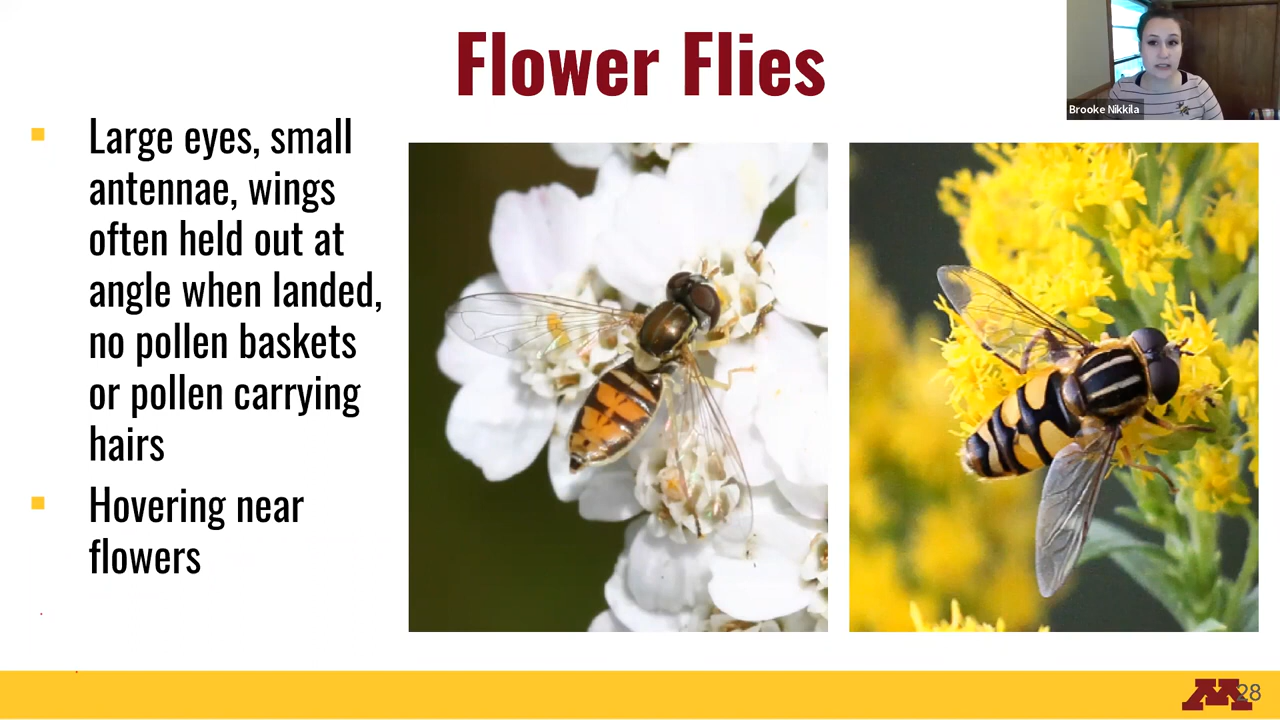 Flower Flies
Brooke Nikkila
▪ Large eyes, small
antennae, wings
often held out at
angle when landed,
no pollen baskets
or pollen carrying
hairs
▪ Hovering near
flowers
M
28